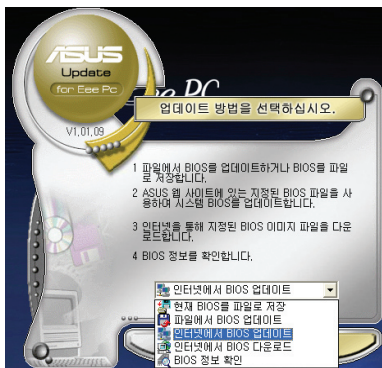 ASUS
Update
for Eee Pc
Eee PC
V1,01,09
업데이트 방법을 선택하십시오.
1 파일에서 BIOS를 업데이트하거나 BIOS를 파일
로 저장합니다.
2 ASUS 웹 사이트에 있는 지정된 BIOS 파일을 사
용하여 시스템 BIOS를 업데이트합니다.
3 인터넷을 통해 지정된 BIOS 이미지 파일을 다운
로드합니다.
4 BIOS 정보를 확인합니다.
인터넷에서 BIOS 업데이트
현재 BIOS를 파일로 저장
파일에서 BIOS 업데이트
인터넷에서 BIOS 업데이트
인터넷에서 BIOS 다운로드
BIOS 정보 확인